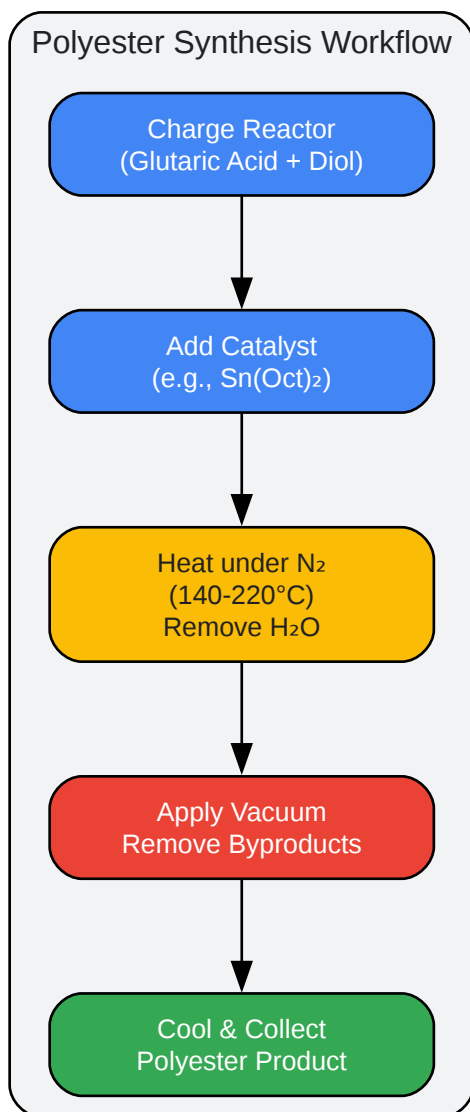 Polyester Synthesis Workflow
Charge Reactor
(Glutaric Acid + Diol)
Add Catalyst
(e.g., Sn(Oct)₂)
Heat under N₂
(140-220°C)
Remove H₂O
Apply Vacuum
Remove Byproducts
Cool & Collect
Polyester Product